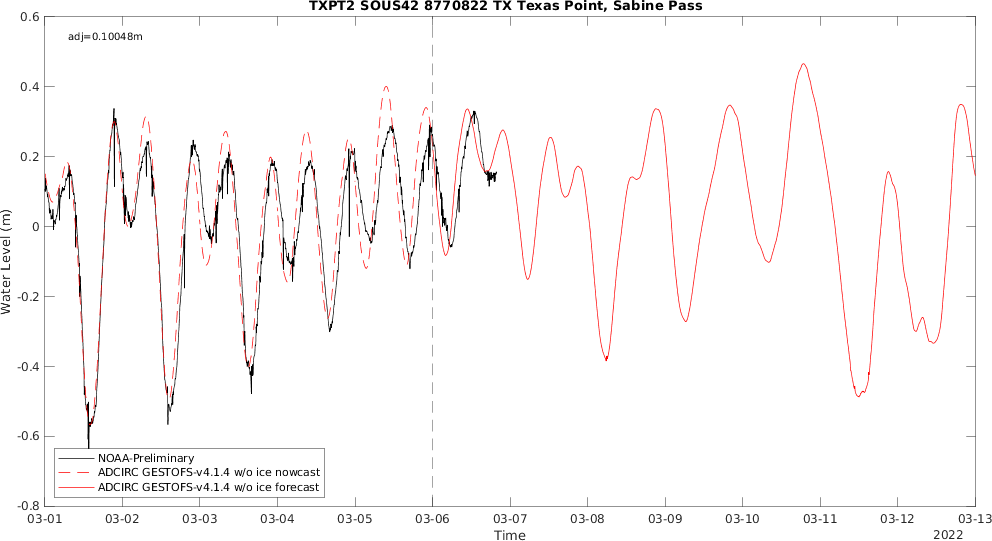 TXPT2 SOUS42 8770822 TX Texas Point, Sabine Pass
adj=0.10048m
0.6
0.4
0.2
0
-0.2
-0.4
-0.6
-0.8
Water Level (m)
NOAA-Preliminary
ADCIRC GESTOFS-v4.1.4 w/o ice nowcast
ADCIRC GESTOFS-v4.1.4 w/o ice forecast
03-01 03-02 03-03 03-04 03-05 03-06 03-07 03-08 03-09 03-10 03-11 03-12 03-13
Time
2022